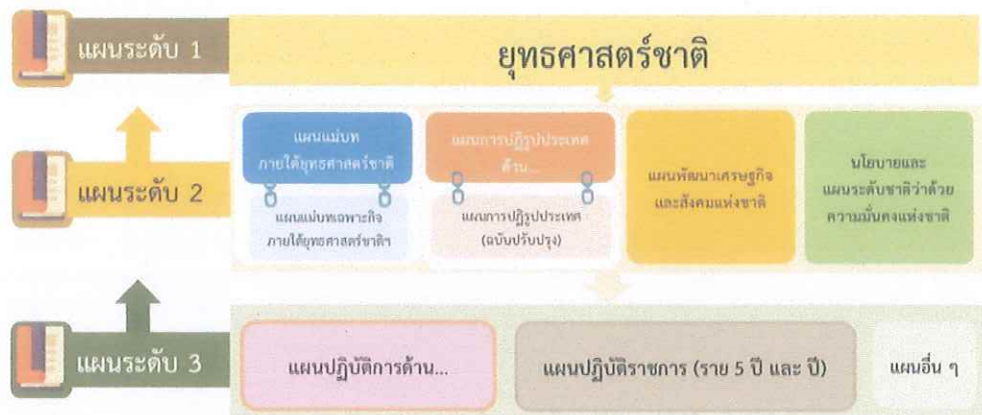 แผนระดับ 1
ยุทธศาสตร์ชาติ
แผนระดับ 2
แผนแม่บท
ภายใต้ยุทธศาสตร์ชาติ
แผนแม่บทเฉพาะกิจ
ภายใต้ยุทธศาสตร์ชาติฯ
แผนการปฏิรูปประเทศ
ด้าน...
แผนการปฏิรูปประเทศ
(ฉบับปรับปรุง)
แผนพัฒนาเศรษฐกิจ
และสังคมแห่งชาติ
นโยบายและ
แผนระดับชาติว่าด้วย
ความมั่นคงแห่งชาติ
แผนระดับ 3
แผนปฏิบัติการด้าน...
แผนปฏิบัติราชการ (ราย 5 ปี และ ปี)
แผนอื่น ๆ